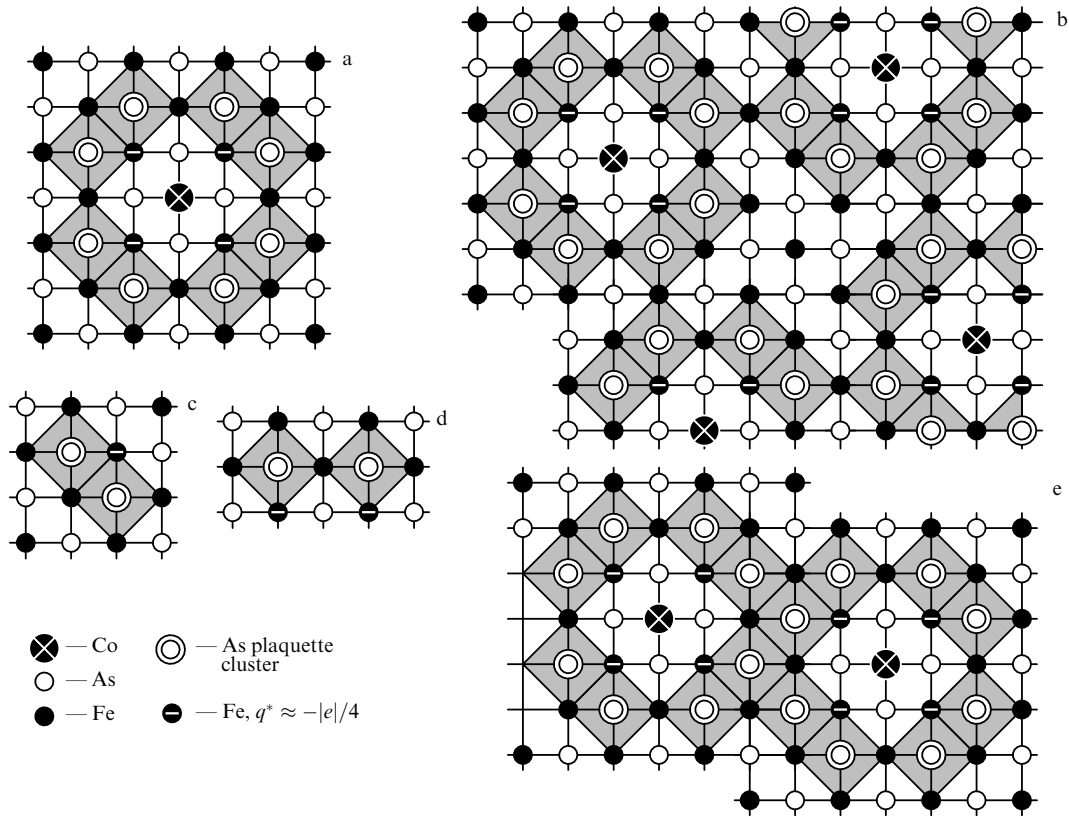 a
b
c
d
e
— Co
— As
— Fe
— As plaquette
cluster
— Fe, q* ≈ −|e|/4